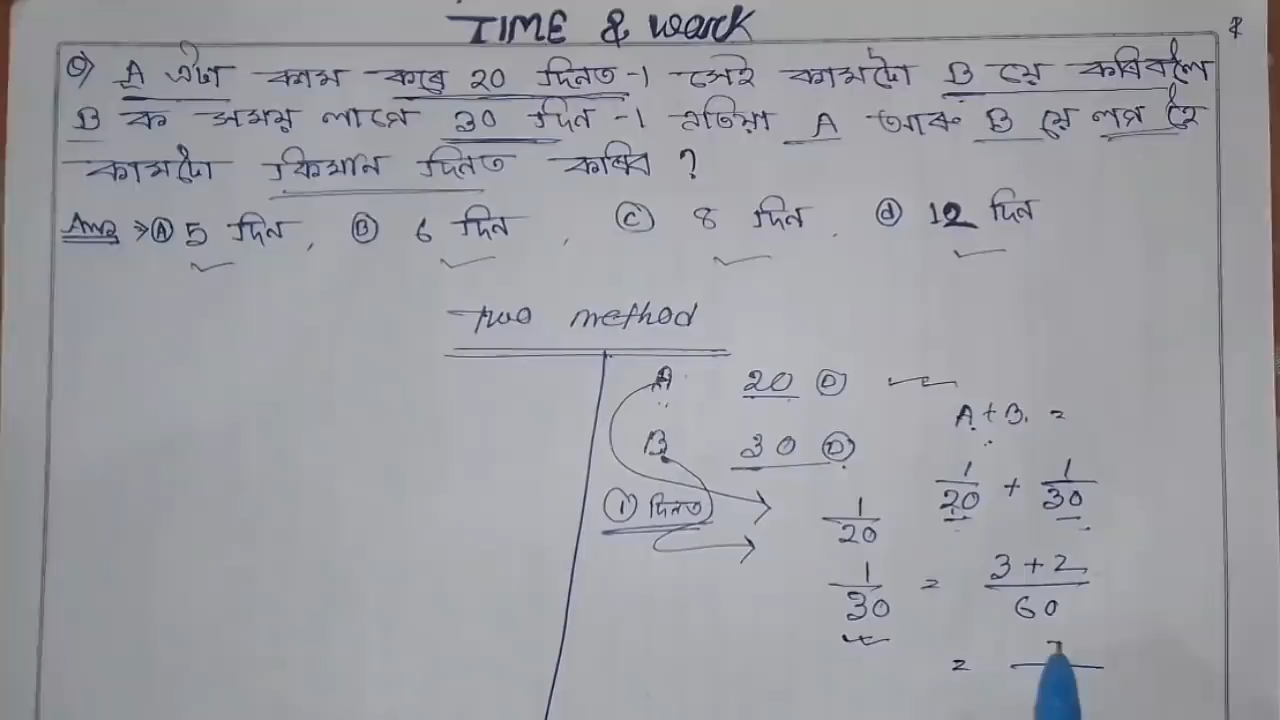 TIME & Work
Q) A এটা কাম করে 20 দিনত । সেই কামটো B য়ে কৰিবলৈ
B ক সময় লাগে 30 দিন । এতিয়া A আৰু B য়ে লগ হৈ
কামটো কিমান দিনত কৰিব ?
Ans → Ⓐ 5 দিন , Ⓑ 6 দিন , Ⓒ 8 দিন , ⓓ 12 দিন
Two method
A 20 Ⓓ
B 30 Ⓓ
A + B =
① দিনত
1/20
1/30
1/20 + 1/30
= 3 + 2 / 60
=